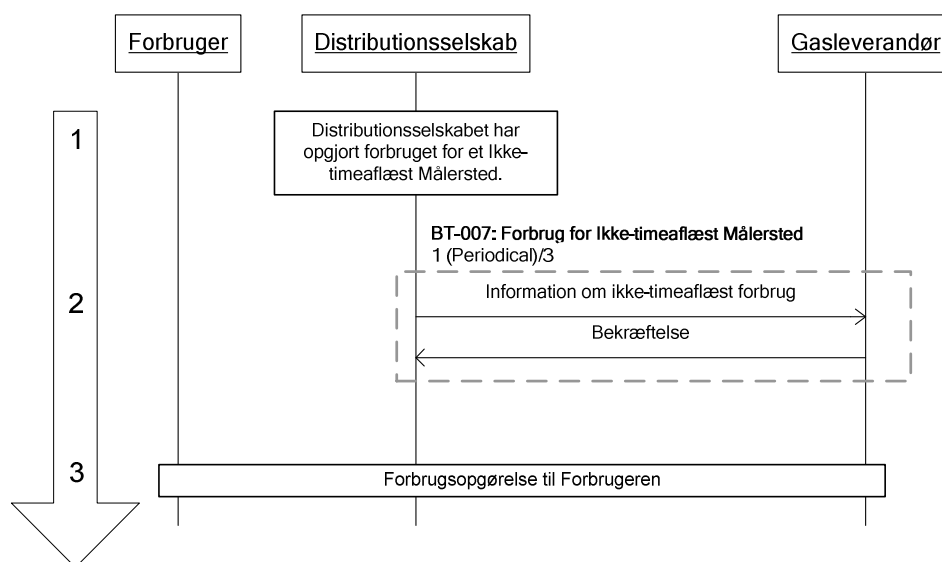 Forbruger
Distributionsselskab
Gasleverandør
1
Distributionsselskabet har
opgjort forbruget for et Ikke-
timeaflæst Målersted.
BT-007: Forbrug for Ikke-timeaflæst Målersted
1 (Periodical)/3
2
Information om ikke-timeaflæst forbrug
Bekræftelse
3
Forbrugsopgørelse til Forbrugeren